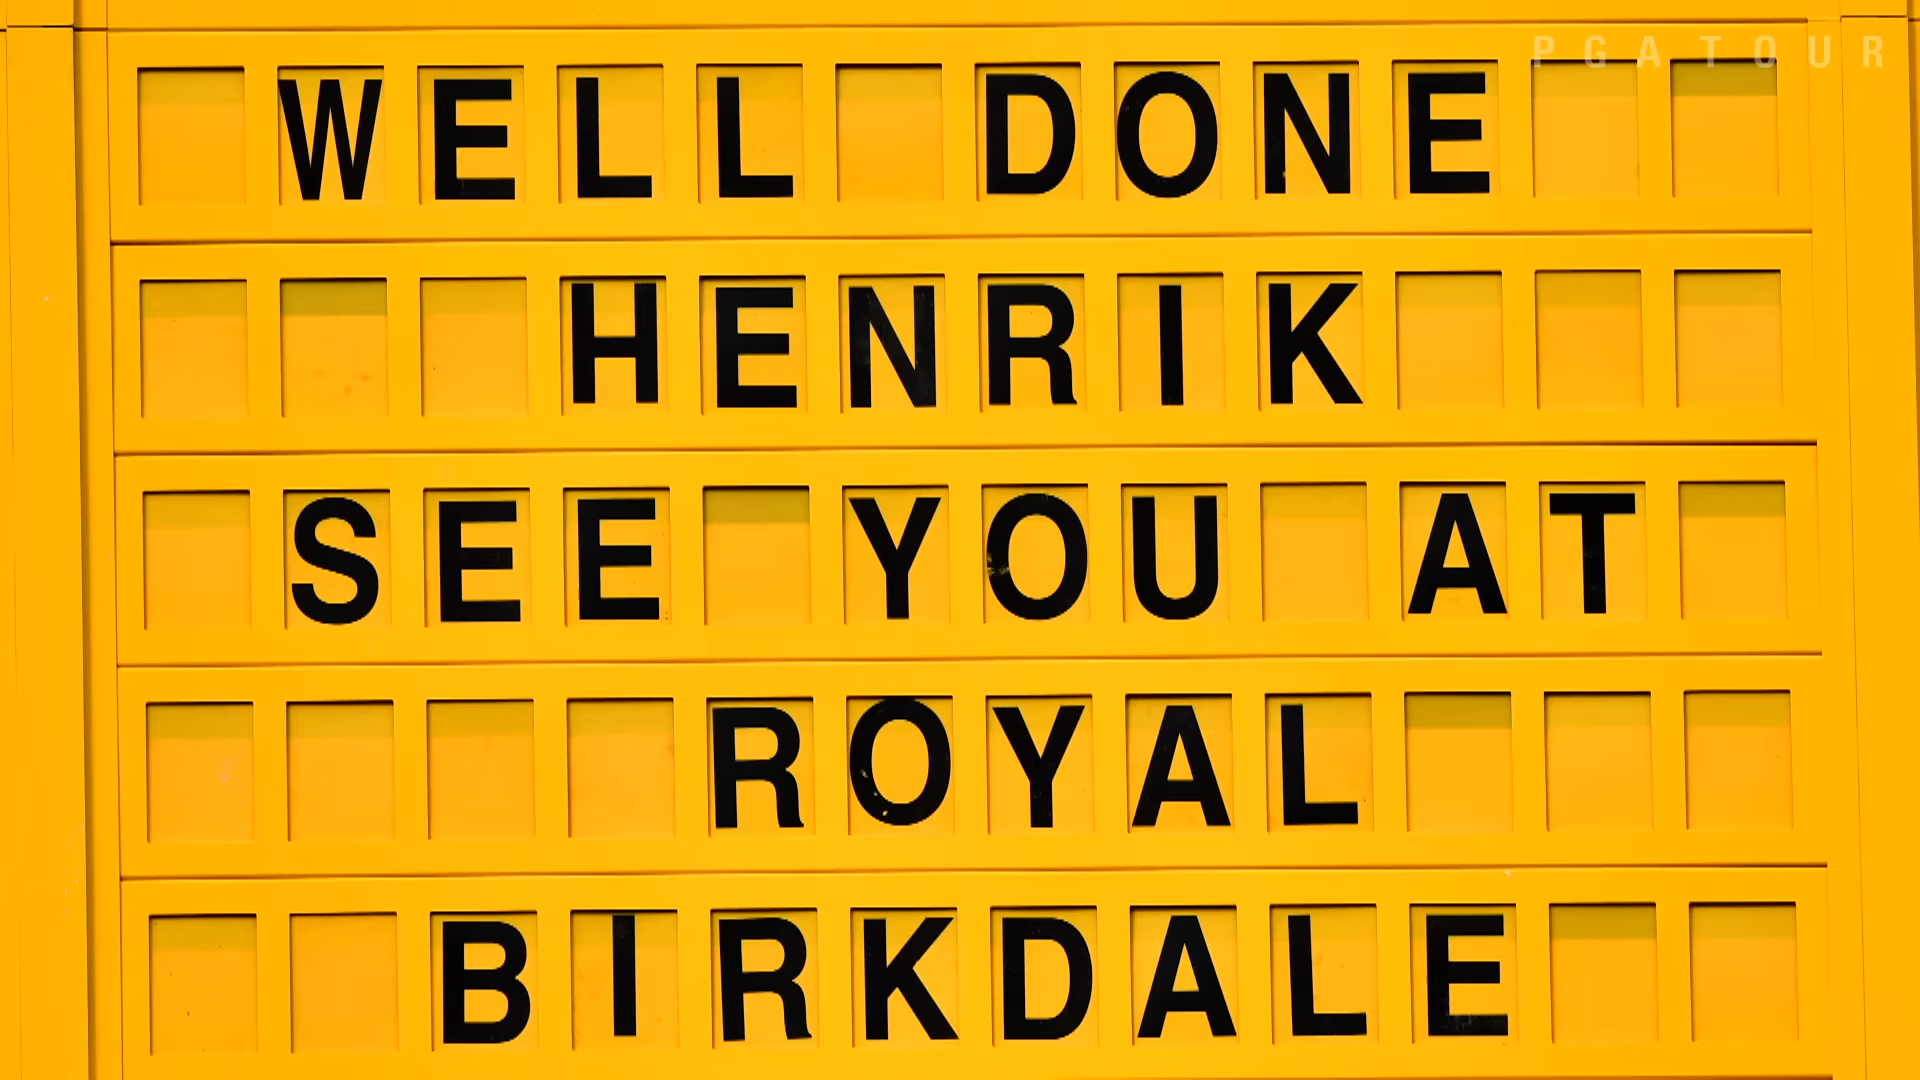 PGA TOUR
WELL DONE
HENRIK
SEE YOU AT
ROYAL
BIRKDALE